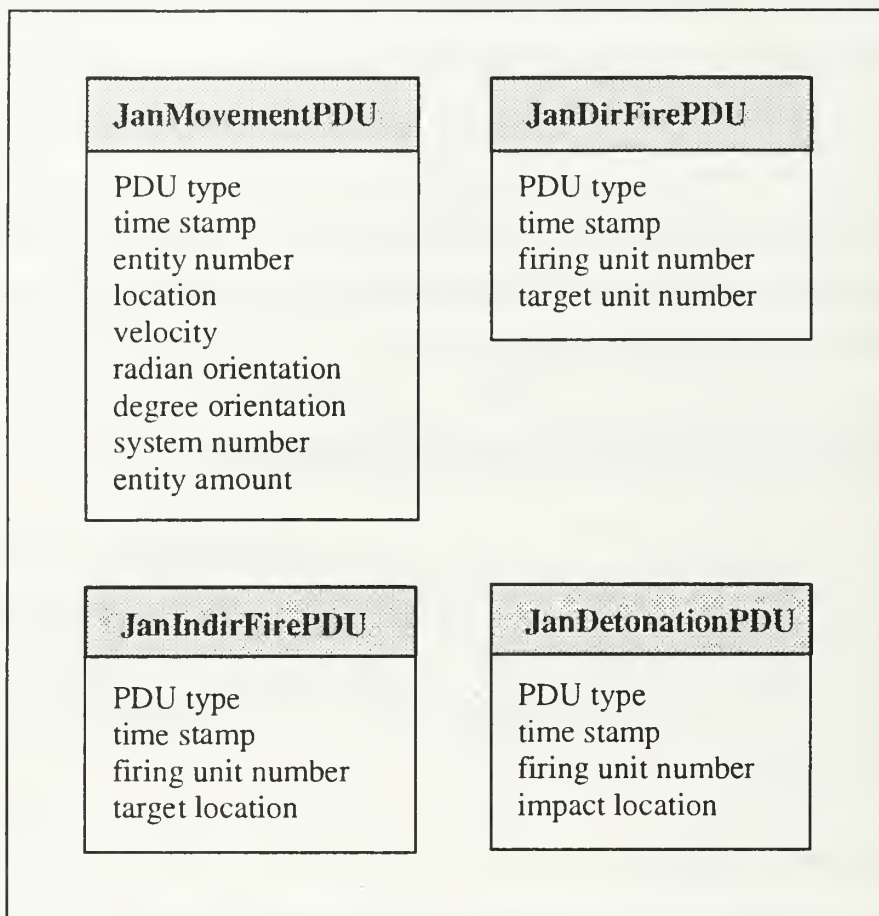 JanMovementPDU
PDU type
time stamp
entity number
location
velocity
radian orientation
degree orientation
system number
entity amount
JanDirFirePDU
PDU type
time stamp
firing unit number
target unit number
JanIndirFirePDU
PDU type
time stamp
firing unit number
target location
JanDetonationPDU
PDU type
time stamp
firing unit number
impact location